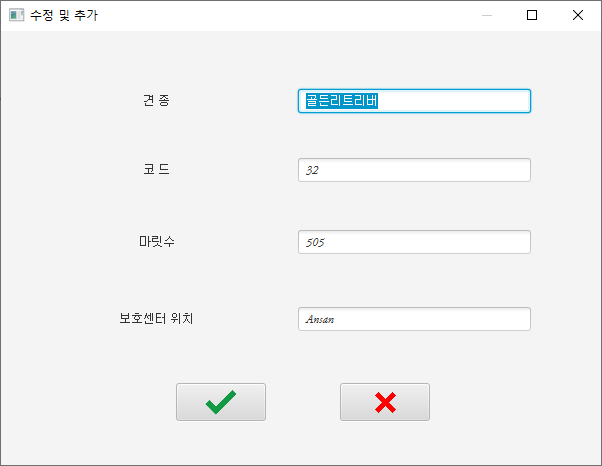 수정 및 추가
견 종
골든리트리버
코 드
32
마릿수
505
보호센터 위치
Ansan